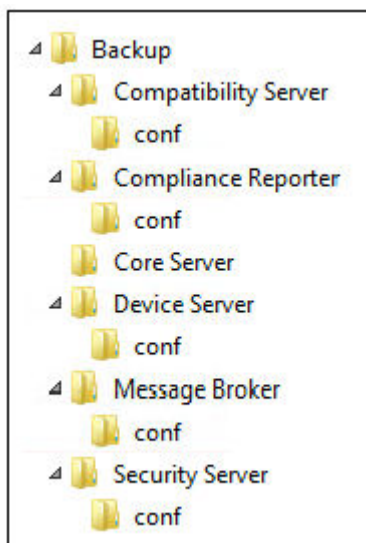 Backup
Compatibility Server
conf
Compliance Reporter
conf
Core Server
Device Server
conf
Message Broker
conf
Security Server
conf